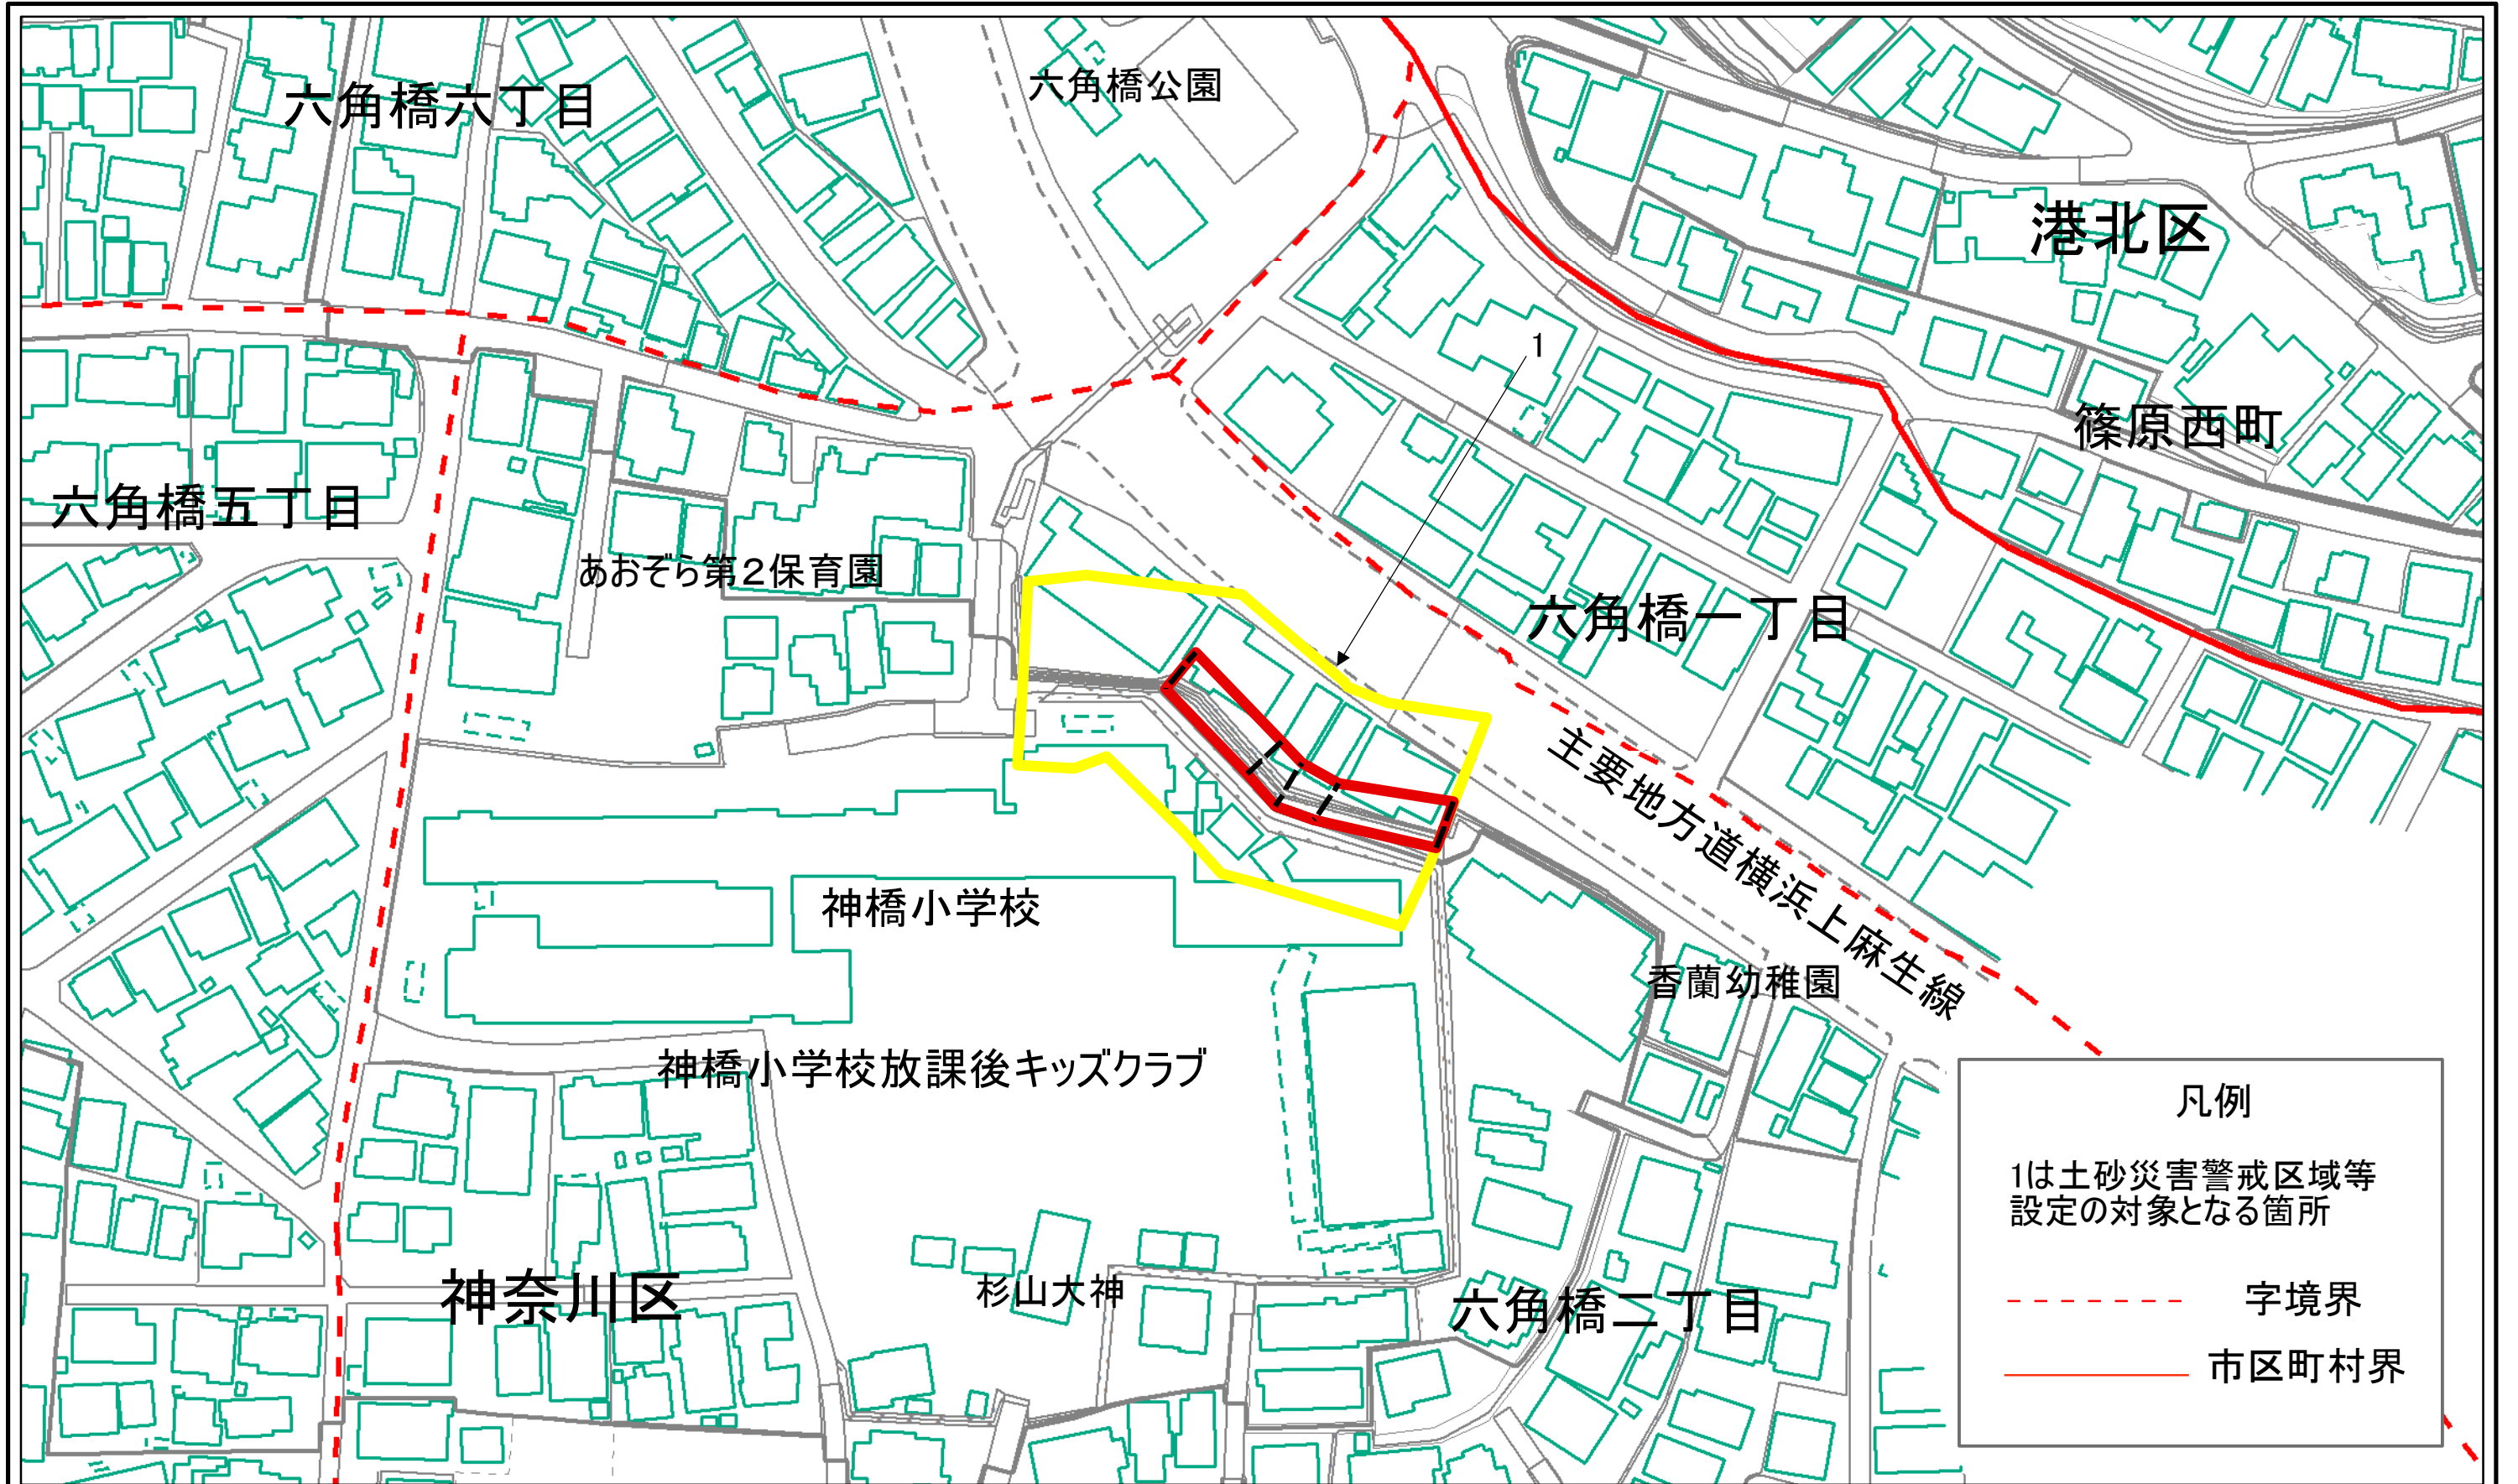 六角橋六丁目
六角橋公園
港北区
1
篠原西町
六角橋五丁目
あおぞら第2保育園
六角橋一丁目
主要地方道横浜上麻生線
神橋小学校
香蘭幼稚園
神橋小学校放課後キッズクラブ
神奈川区
杉山大神
六角橋二丁目
凡例
1は土砂災害警戒区域等
設定の対象となる箇所
字境界
市区町村界